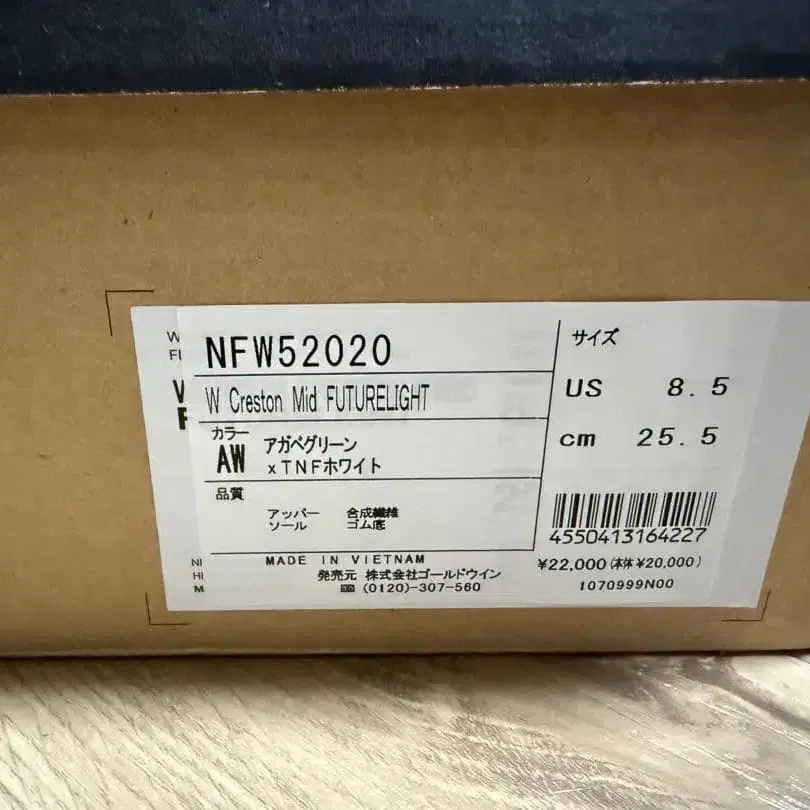 NFW52020
W Creston Mid FUTURELIGHT
カラー
AW アガベグリーン
xTNFホワイト
品質
アッパー 合成繊維
ソール ゴム底
MADE IN VIETNAM
発売元 株式会社ゴールドウイン
(0120)-307-560
サイズ
US 8.5
cm 25.5
4550413164227
¥22,000(本体¥20,000)
1070999N00